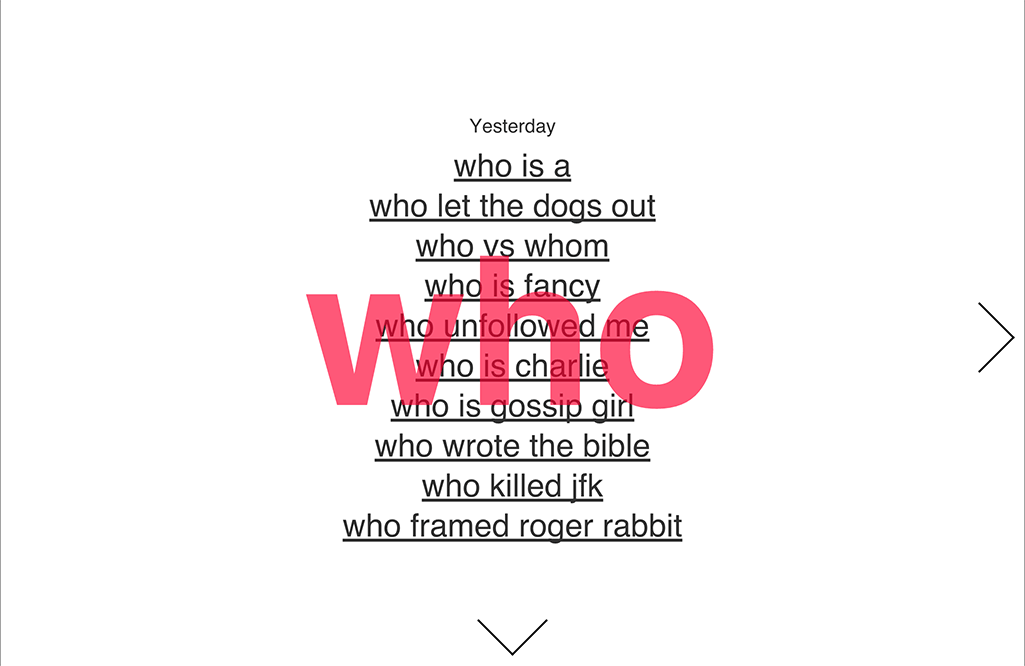 Yesterday
who is a
who let the dogs out
who vs whom
who is fancy
who unfollowed me
who is charlie
who is gossip girl
who wrote the bible
who killed jfk
who framed roger rabbit
who